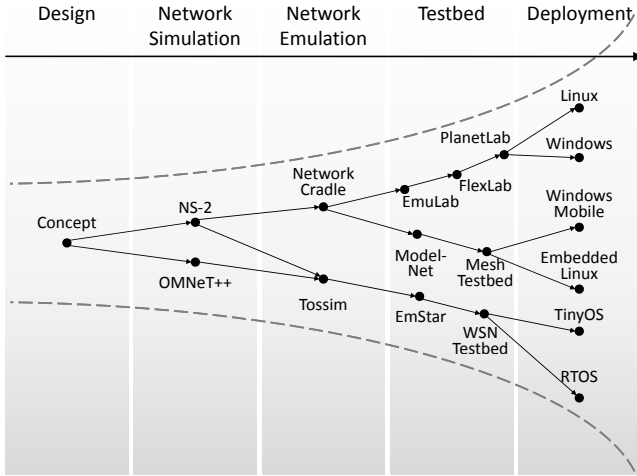 Design
Network
Simulation
Network
Emulation
Testbed
Deployment
Concept
NS-2
OMNeT++
Network
Cradle
Tossim
PlanetLab
FlexLab
EmuLab
Model-
Net
Mesh
Testbed
EmStar
WSN
Testbed
Linux
Windows
Windows
Mobile
Embedded
Linux
TinyOS
RTOS